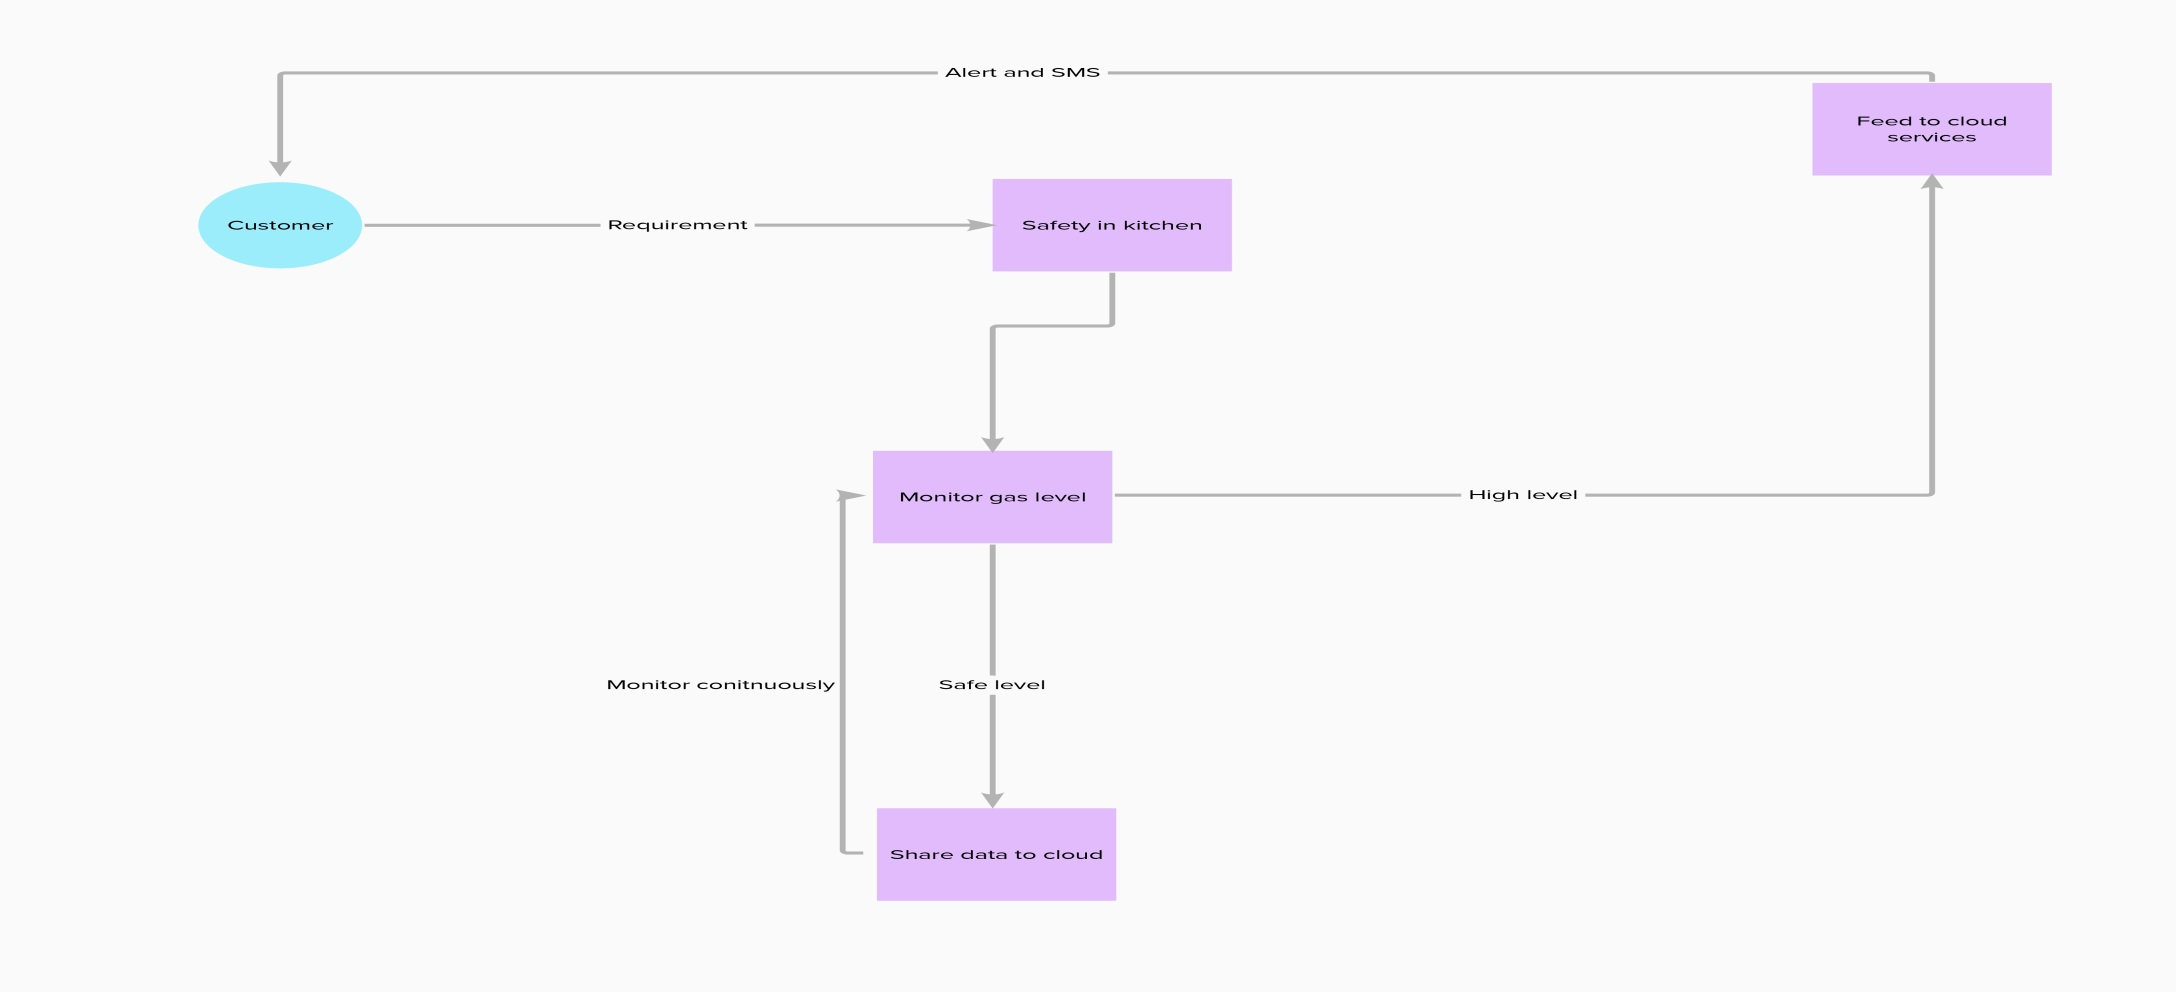 Alert and SMS
Feed to cloud
services
Customer
Requirement
Safety in kitchen
Monitor gas level
High level
Monitor conitnuously
Safe level
Share data to cloud